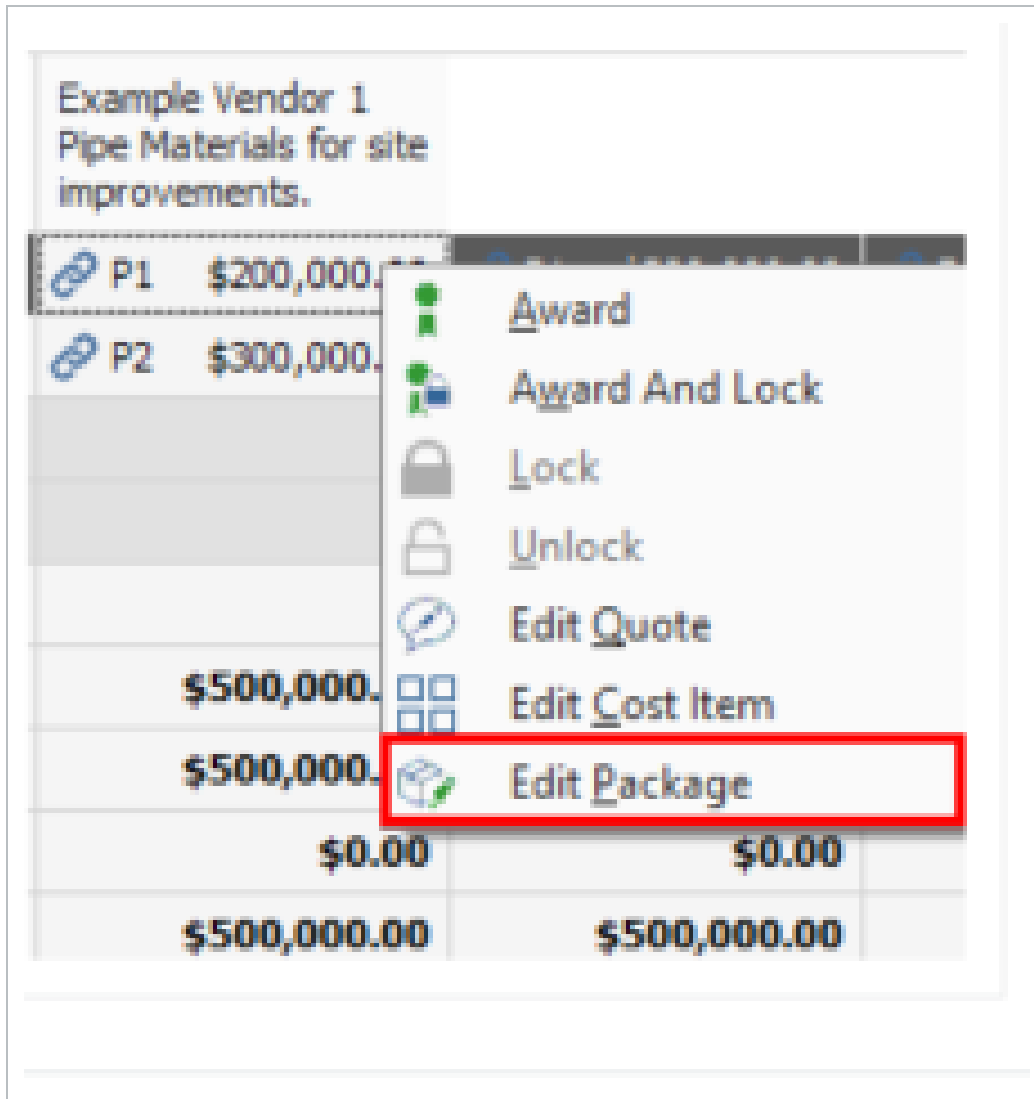 Example Vendor 1
Pipe Materials for site
improvements.
P1 $200,000.
P2 $300,000.
Award
Award And Lock
Lock
Unlock
Edit Quote
$500,000.
Edit Cost Item
$500,000.
Edit Package
$0.00 $0.00
$500,000.00 $500,000.00